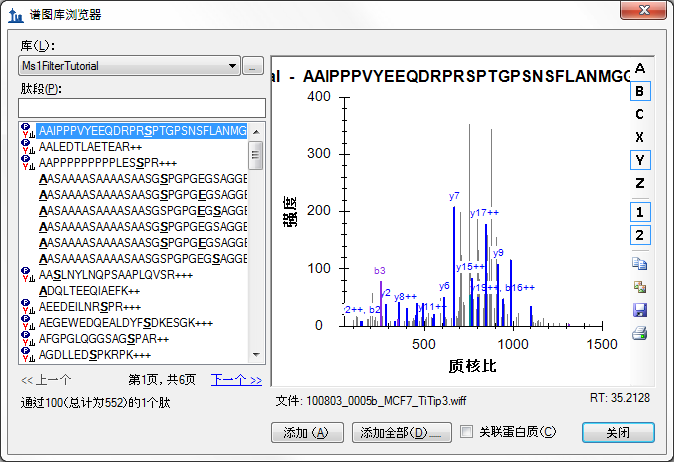 谱图库浏览器
库(L):
Ms1FilterTutorial
...
肽段(P):
AAIPPPVYEEQDRPRSPTGPSNSFLANMG
AALEDTLAETEAR++
AAPPPPPPPPPPLESSPR+++
AASAAAASAAAASAASGSPGPGEGSAGGE
AASAAAASAAAASAASGSPGPGEGSAGGE
AASAAAASAAAASAASGSPGPGEGSAGGE
AASAAAASAAAASAASGSPGPGEGSAGGE
AASAAAASAAAASAASGSPGPGEGSAGGE
AASAAAASAAAASAASGSPGPGEGSAGGE
AASLNYLNQPSAAPLQVSR+++
ADQLTEEQIAEFK++
AEEDEILNRSPR+++
AEGEWEDQEALDYFSDKESGK+++
AFGPGLQGGSAGSPAR++
AGDLLEDSPKRPK+++
<< 上一个
第1页, 共6页
下一个 >>
通过100(总计为552)的1个肽
al - AAIPPPVYEEQDRPRSPTGPSNSFLANMG
400
300
200
100
0
强度
500
1000
1500
质核比
2++, b2
b3
y2
y8++
y11++
y6
y7
y15++
y17++
y19++, b16++
y9
A
B
C
X
Y
Z
1
2
文件: 100803_0005b_MCF7_TiTip3.wiff
RT: 35.2128
添加 (A)
添加全部(D)...
关联蛋白质(C)
关闭